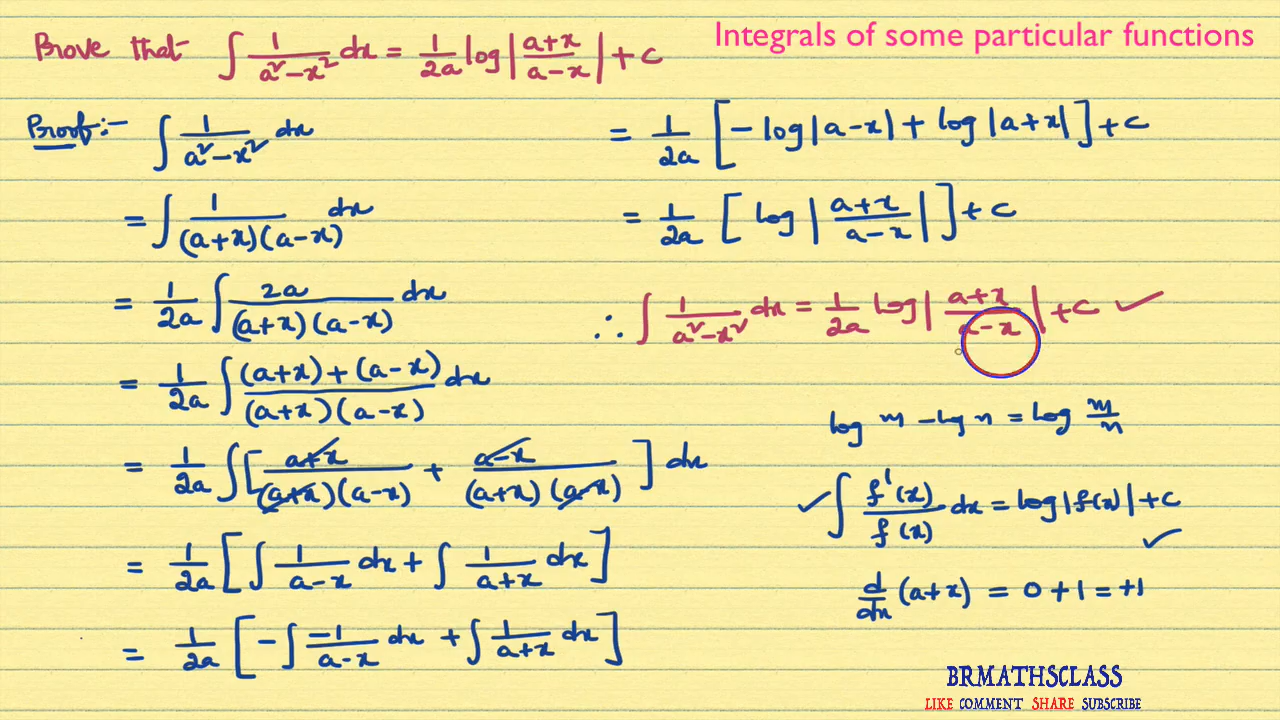 Integrals of some particular functions
Prove that ∫ 1/(a²-x²) dx = 1/2a log|(a+x)/(a-x)| + c
Proof:- ∫ 1/(a²-x²) dx
= ∫ 1/((a+x)(a-x)) dx
= 1/2a ∫ 2a/((a+x)(a-x)) dx
= 1/2a ∫ ((a+x)+(a-x))/((a+x)(a-x)) dx
= 1/2a ∫[(a+x)/((a+x)(a-x)) + (a-x)/((a+x)(a-x))] dx
= 1/2a [∫ 1/(a-x) dx + ∫ 1/(a+x) dx]
= 1/2a [-∫ -1/(a-x) dx + ∫ 1/(a+x) dx]
= 1/2a [-log|a-x| + log|a+x|] + c
= 1/2a [log|(a+x)/(a-x)|] + c
∴ ∫ 1/(a²-x²) dx = 1/2a log|(a+x)/(a-x)| + c ✓
log m - log n = log m/n
✓ ∫ f'(x)/f(x) dx = log|f(x)| + c ✓
d/dx (a+x) = 0+1 = +1
BRMATHSCLASS
LIKE COMMENT SHARE SUBSCRIBE